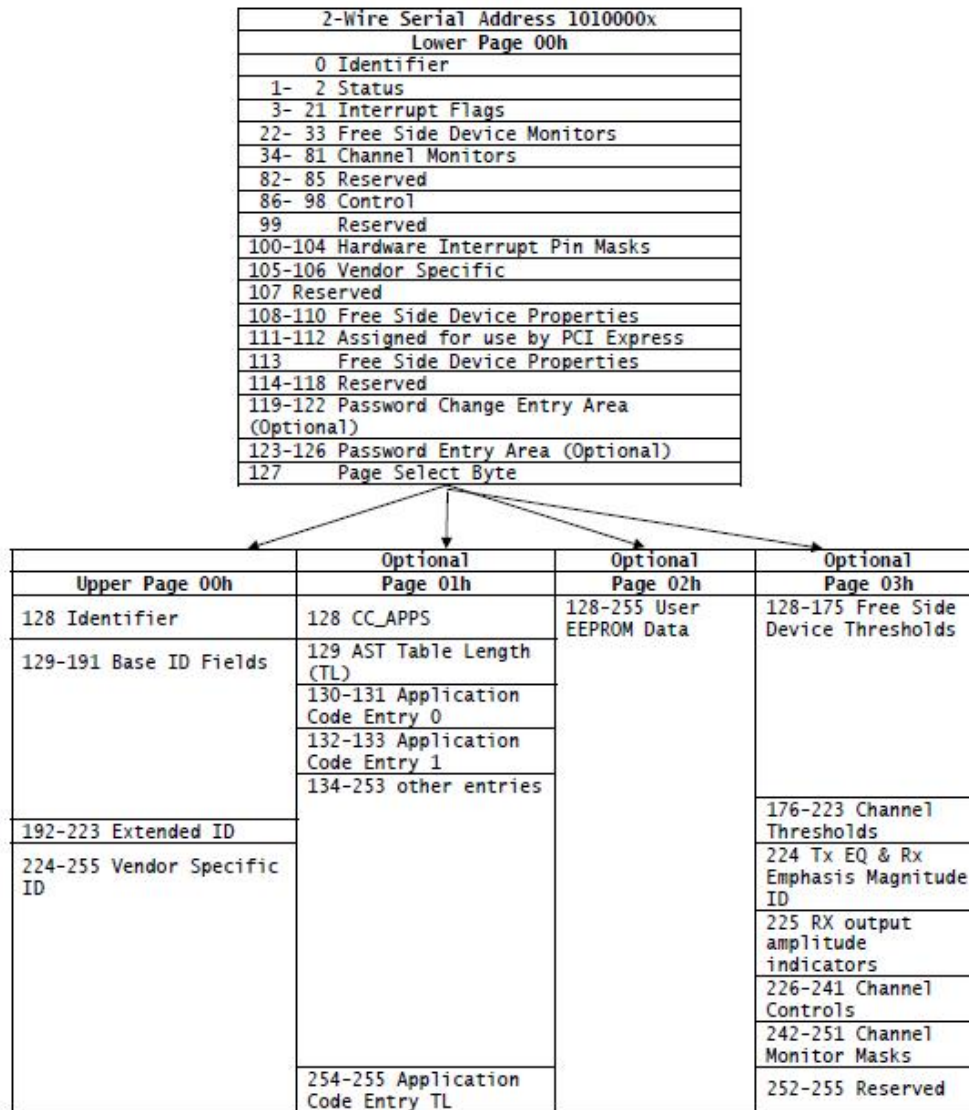 2-Wire Serial Address 1010000x
Lower Page 00h
0 Identifier
1- 2 Status
3- 21 Interrupt Flags
22- 33 Free Side Device Monitors
34- 81 Channel Monitors
82- 85 Reserved
86- 98 Control
99 Reserved
100-104 Hardware Interrupt Pin Masks
105-106 Vendor Specific
107 Reserved
108-110 Free Side Device Properties
111-112 Assigned for use by PCI Express
113 Free Side Device Properties
114-118 Reserved
119-122 Password Change Entry Area
(Optional)
123-126 Password Entry Area (Optional)
127 Page Select Byte
Upper Page 00h
128 Identifier
129-191 Base ID Fields
192-223 Extended ID
224-255 Vendor Specific
ID
Optional
Page 01h
128 CC_APPS
129 AST Table Length
(TL)
130-131 Application
Code Entry 0
132-133 Application
Code Entry 1
134-253 other entries
254-255 Application
Code Entry TL
Optional
Page 02h
128-255 User
EEPROM Data
Optional
Page 03h
128-175 Free Side
Device Thresholds
176-223 Channel
Thresholds
224 Tx EQ & Rx
Emphasis Magnitude
ID
225 RX output
amplitude
indicators
226-241 Channel
Controls
242-251 Channel
Monitor Masks
252-255 Reserved